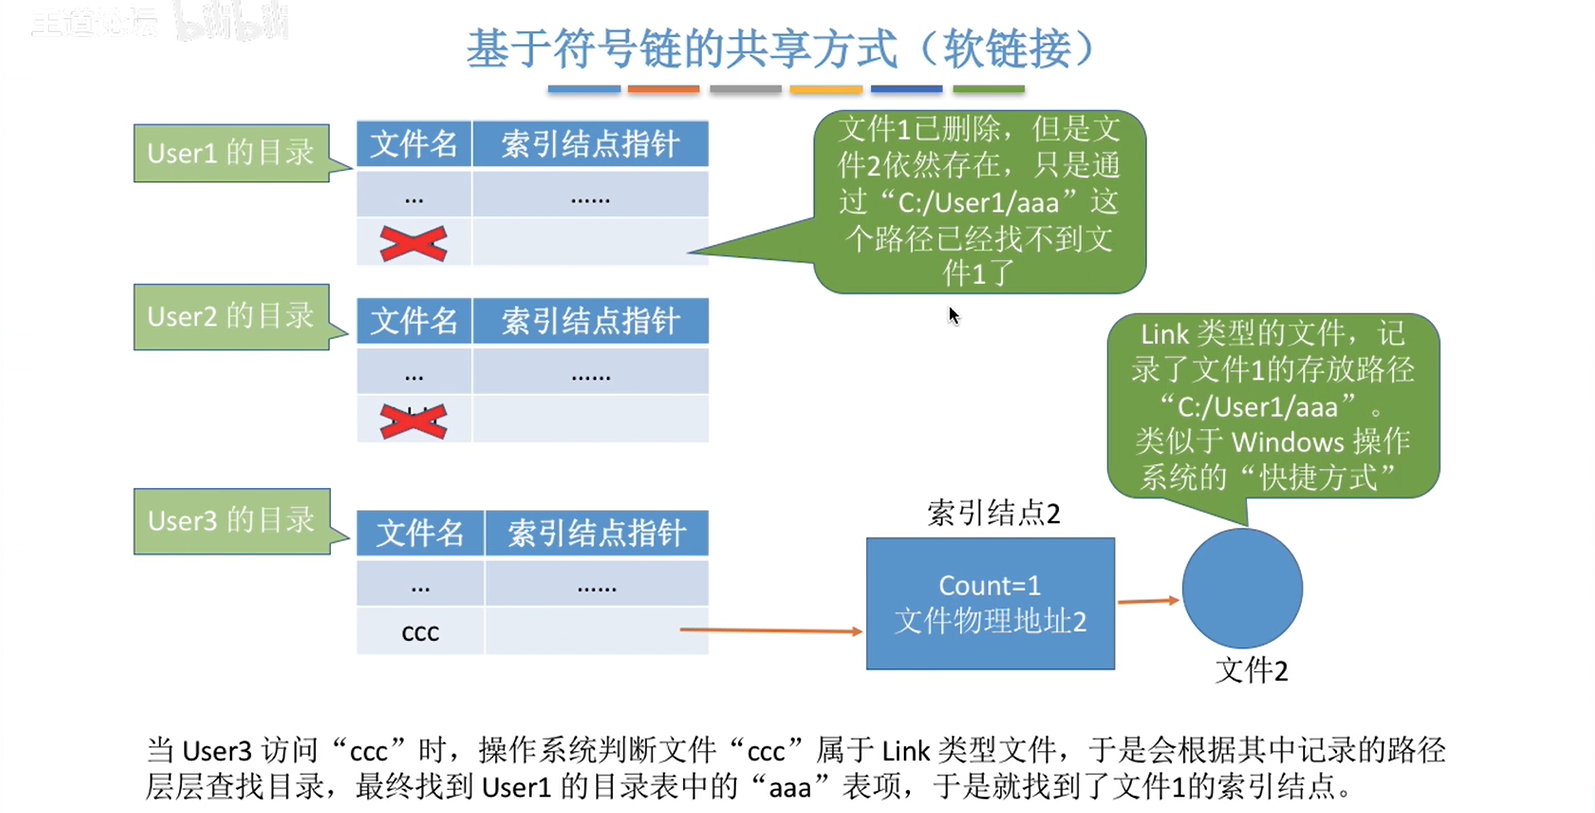 王道论坛 bilibili
基于符号链的共享方式（软链接）
User1 的目录
文件名 索引结点指针
... ......
文件1已删除，但是文
件2依然存在，只是通
过“C:/User1/aaa”这
个路径已经找不到文
件1了
User2 的目录
文件名 索引结点指针
... ......
Link 类型的文件，记
录了文件1的存放路径
“C:/User1/aaa”。
类似于 Windows 操作
系统的“快捷方式”
User3 的目录
文件名 索引结点指针
... ......
ccc
索引结点2
Count=1
文件物理地址2
文件2
当 User3 访问“ccc”时，操作系统判断文件“ccc”属于 Link 类型文件，于是会根据其中记录的路径
层层查找目录，最终找到 User1 的目录表中的“aaa”表项，于是就找到了文件1的索引结点。